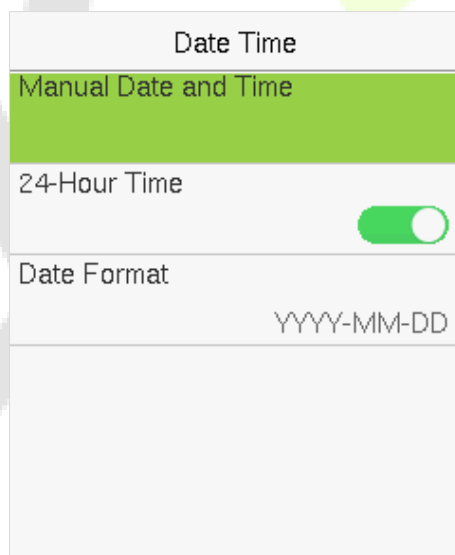 Date Time
Manual Date and Time
24-Hour Time
Date Format
YYYY-MM-DD